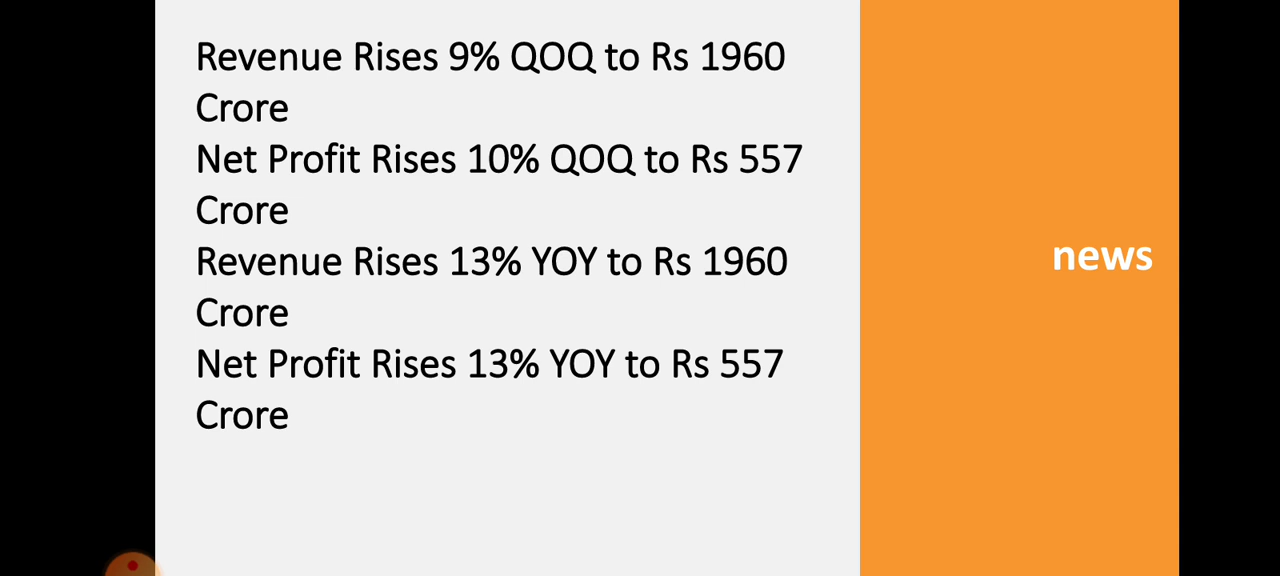 Revenue Rises 9% QOQ to Rs 1960
Crore
Net Profit Rises 10% QOQ to Rs 557
Crore
Revenue Rises 13% YOY to Rs 1960
Crore
Net Profit Rises 13% YOY to Rs 557
Crore
news